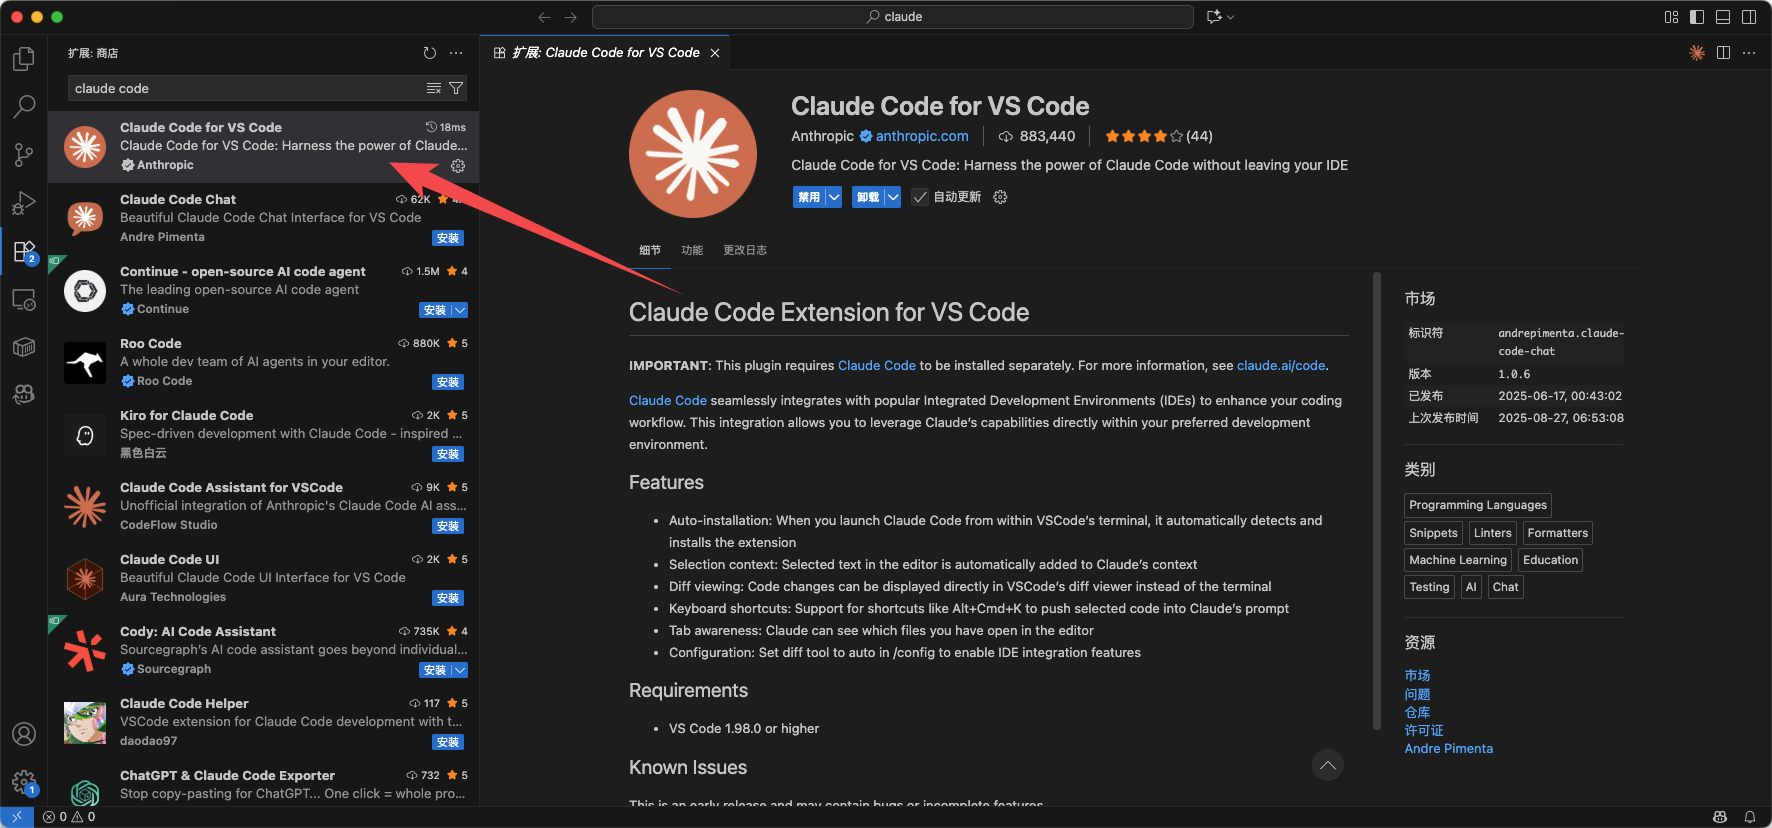 claude
扩展: 商店
claude code
Claude Code for VS Code
18ms
Claude Code for VS Code: Harness the power of Claude...
Anthropic
Claude Code Chat
62K
Beautiful Claude Code Chat Interface for VS Code
Andre Pimenta
安装
Continue - open-source AI code agent
1.5M 4
The leading open-source AI code agent
Continue
安装
Roo Code
880K 5
A whole dev team of AI agents in your editor.
Roo Code
安装
Kiro for Claude Code
2K 5
Spec-driven development with Claude Code - inspired ...
黑色白云
安装
Claude Code Assistant for VSCode
9K 5
Unofficial integration of Anthropic's Claude Code AI ass...
CodeFlow Studio
安装
Claude Code UI
2K 5
Beautiful Claude Code UI Interface for VS Code
Aura Technologies
安装
Cody: AI Code Assistant
735K 4
Sourcegraph's AI code assistant goes beyond individual...
Sourcegraph
安装
Claude Code Helper
117 5
VSCode extension for Claude Code development with t...
daodao97
安装
ChatGPT & Claude Code Exporter
732 5
Stop copy-pasting for ChatGPT... One click = whole pro...
2
1
0 0
扩展: Claude Code for VS Code
Claude Code for VS Code
Anthropic anthropic.com 883,440 (44)
Claude Code for VS Code: Harness the power of Claude Code without leaving your IDE
禁用 卸载 自动更新
细节 功能 更改日志
Claude Code Extension for VS Code
IMPORTANT: This plugin requires Claude Code to be installed separately. For more information, see claude.ai/code.
Claude Code seamlessly integrates with popular Integrated Development Environments (IDEs) to enhance your coding
workflow. This integration allows you to leverage Claude's capabilities directly within your preferred development
environment.
Features
• Auto-installation: When you launch Claude Code from within VSCode's terminal, it automatically detects and
installs the extension
• Selection context: Selected text in the editor is automatically added to Claude's context
• Diff viewing: Code changes can be displayed directly in VSCode's diff viewer instead of the terminal
• Keyboard shortcuts: Support for shortcuts like Alt+Cmd+K to push selected code into Claude's prompt
• Tab awareness: Claude can see which files you have open in the editor
• Configuration: Set diff tool to auto in /config to enable IDE integration features
Requirements
• VS Code 1.98.0 or higher
Known Issues
This is an early release and may contain bugs or incomplete features
市场
标识符 andrepimenta.claude-
code-chat
版本 1.0.6
已发布 2025-06-17, 00:43:02
上次发布时间 2025-08-27, 06:53:08
类别
Programming Languages
Snippets Linters Formatters
Machine Learning Education
Testing AI Chat
资源
市场
问题
仓库
许可证
Andre Pimenta